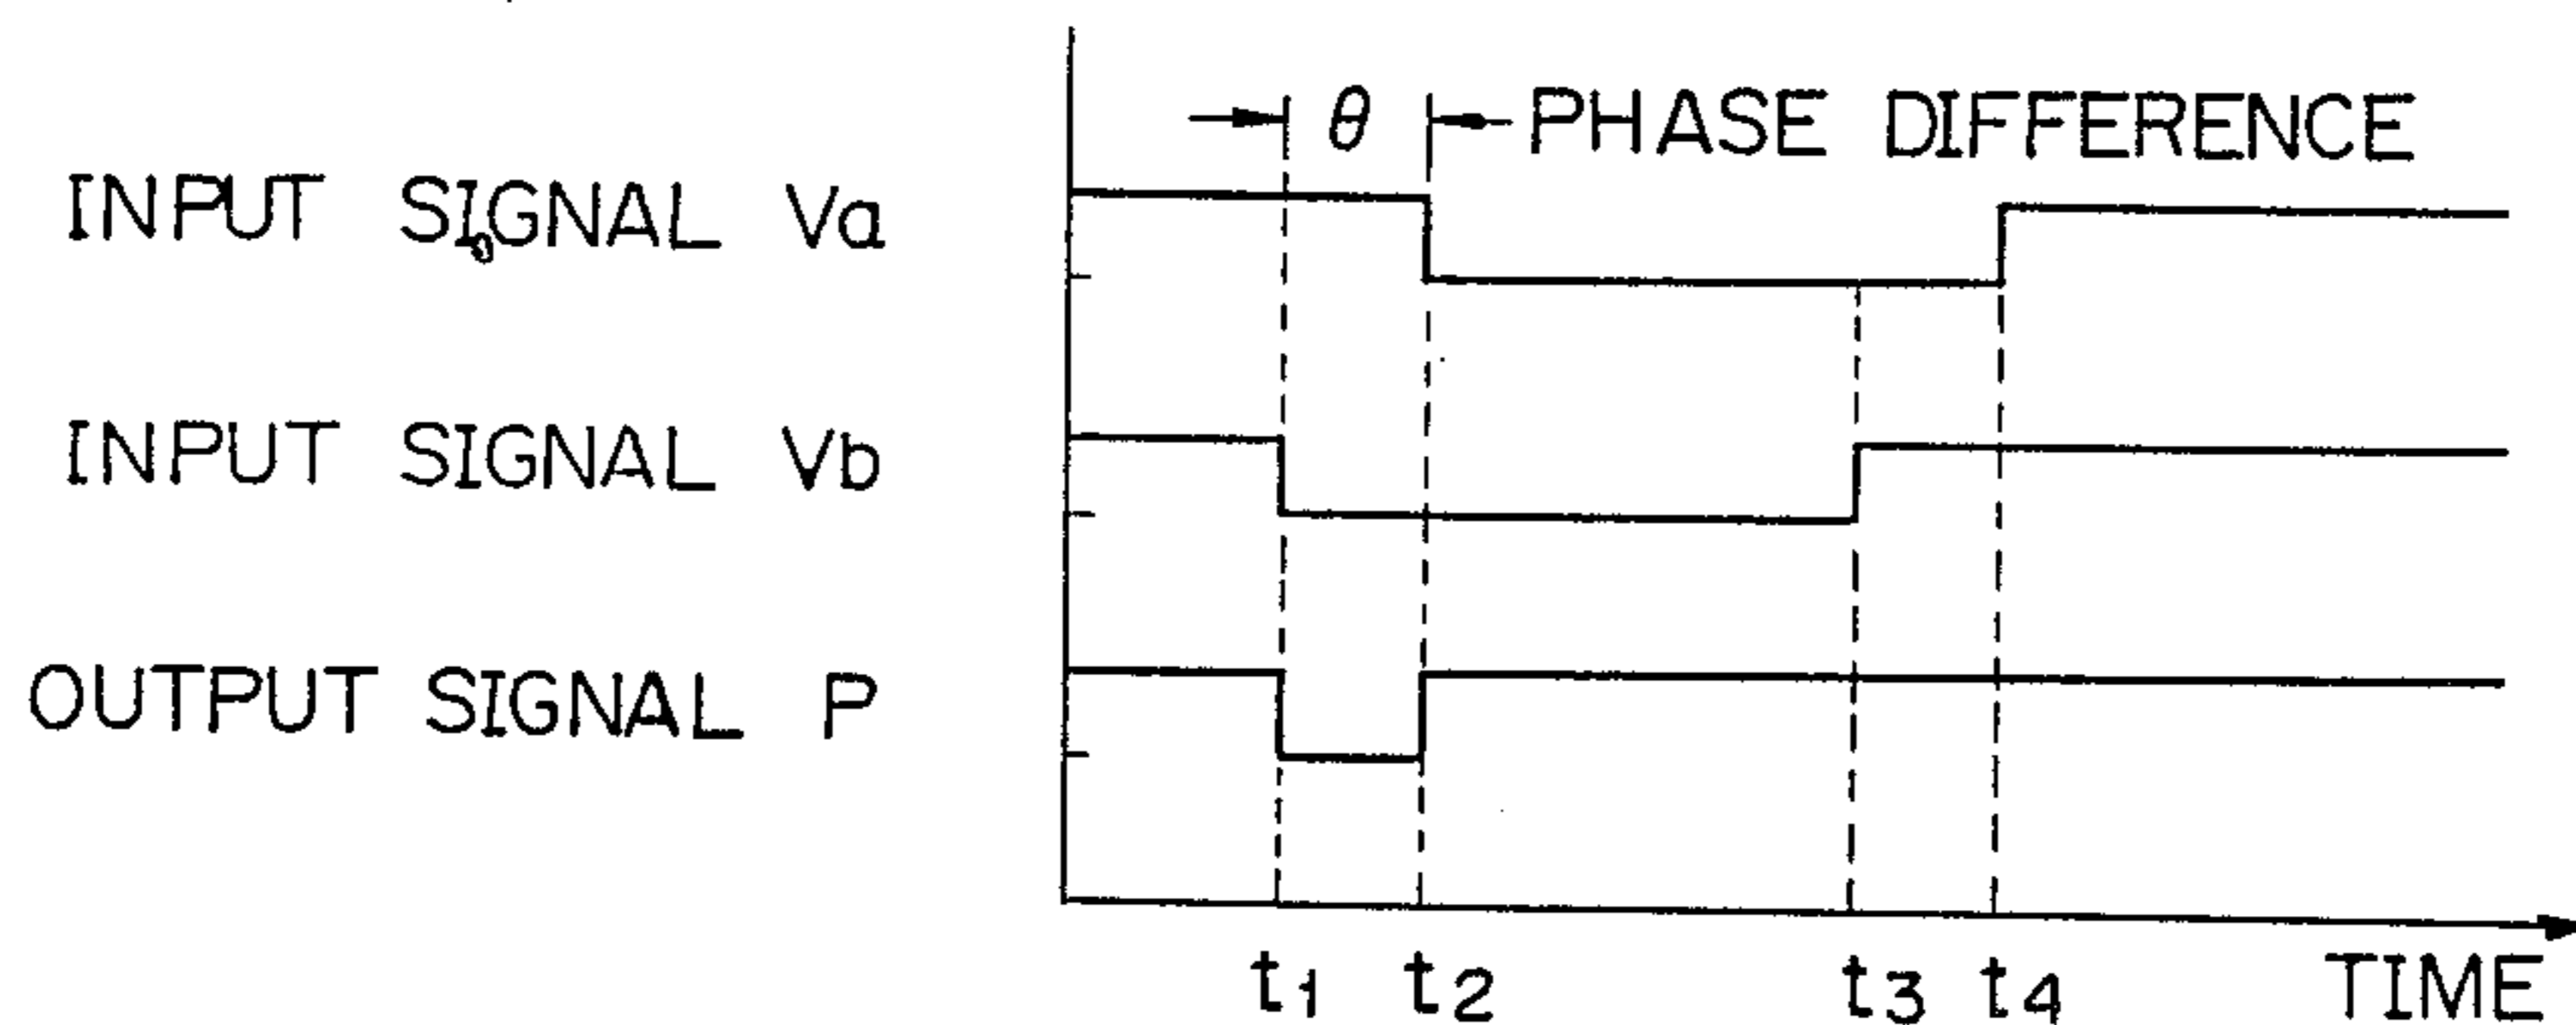 θ PHASE DIFFERENCE
INPUT SIGNAL Va
INPUT SIGNAL Vb
OUTPUT SIGNAL P
t1 t2 t3 t4 TIME